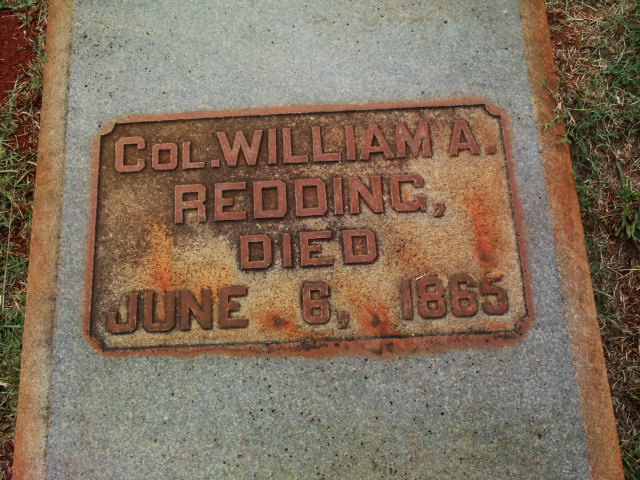 Col. WILLIAM A.
REDDING,
DIED
JUNE 6, 1865